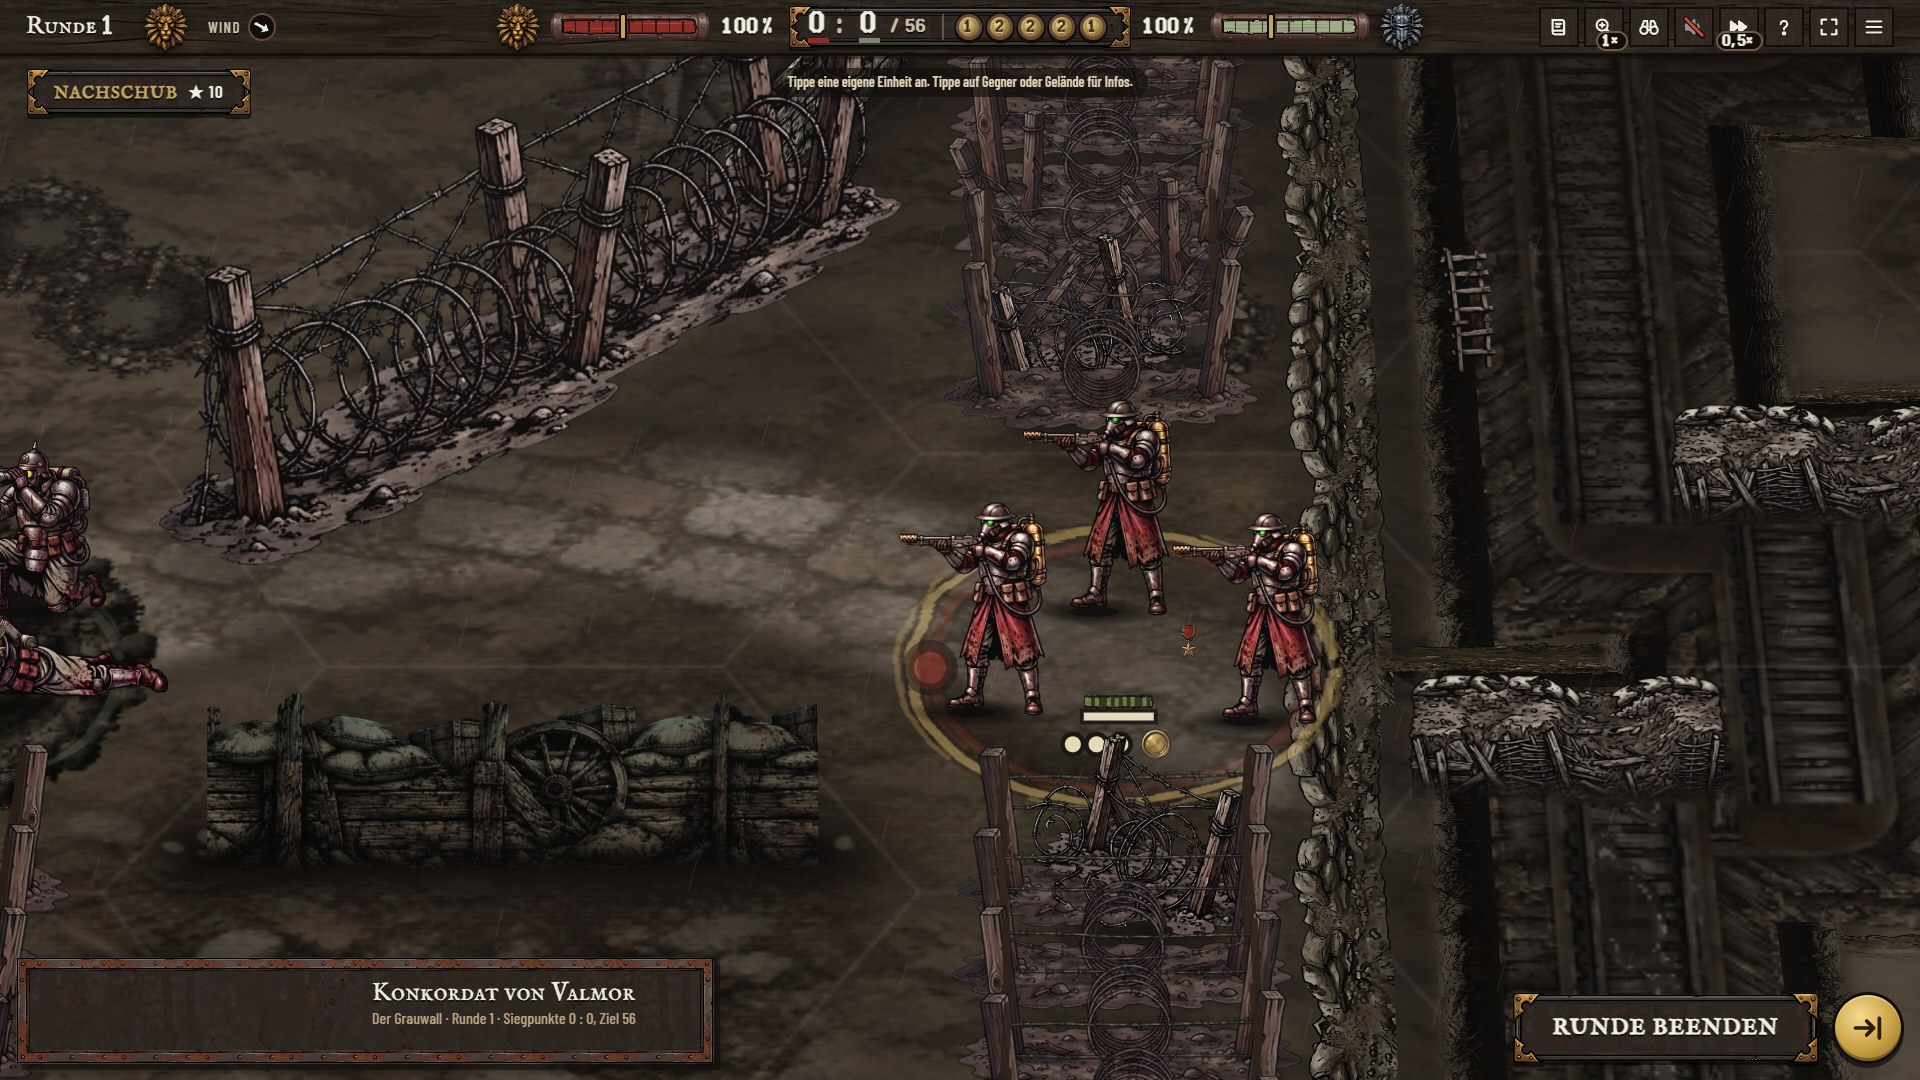 Runde 1
WIND
100 %
0 : 0 / 56
1 2 2 2 1
100 %
1×
0,5×
?
NACHSCHUB ★ 10
Tippe eine eigene Einheit an. Tippe auf Gegner oder Gelände für Infos.
Konkordat von Valmor
Der Grauwall · Runde 1 · Siegpunkte 0 : 0, Ziel 56
RUNDE BEENDEN